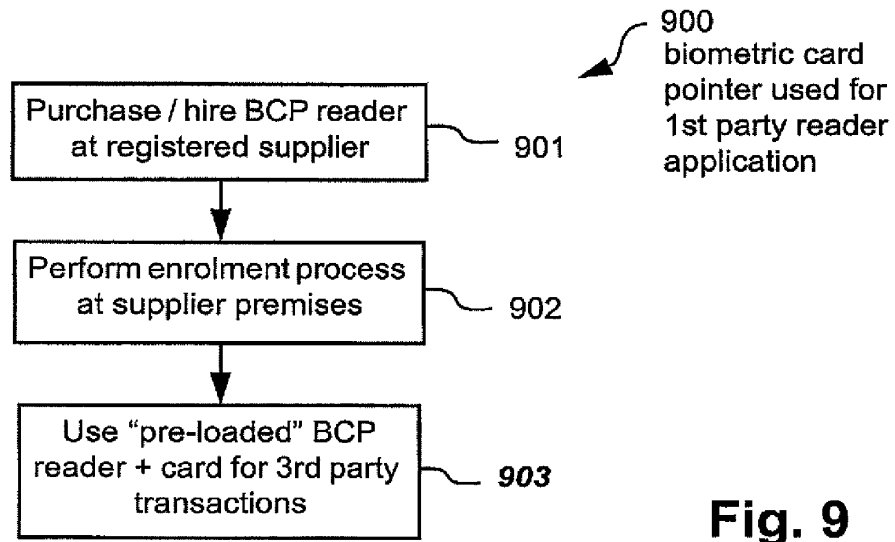 900
biometric card
pointer used for
1st party reader
application
Purchase / hire BCP reader
at registered supplier
901
Perform enrolment process
at supplier premises
902
Use “pre-loaded” BCP
reader + card for 3rd party
transactions
903
Fig. 9